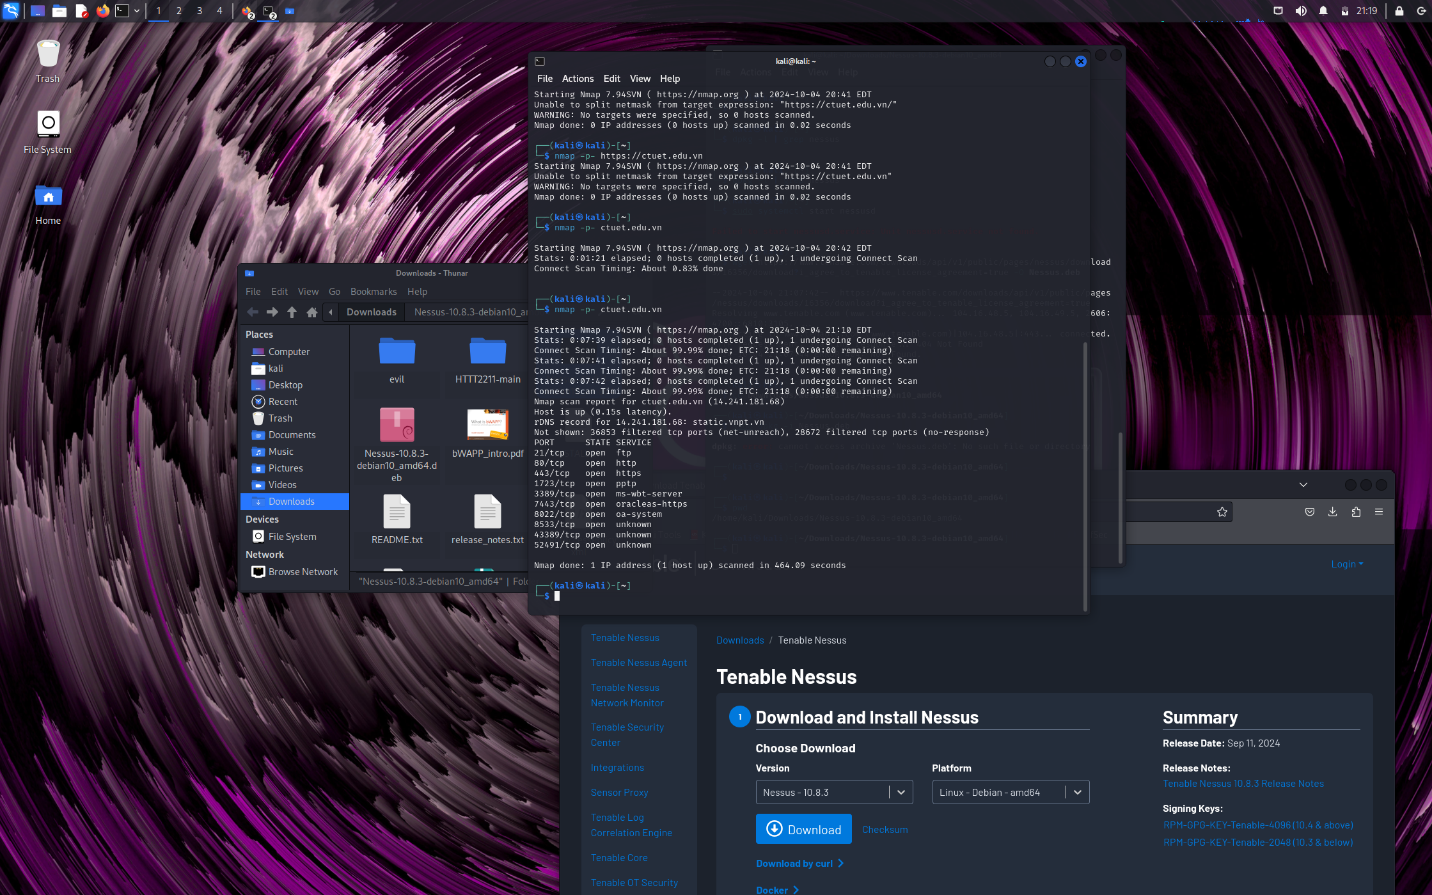 1
2
3
4
2
2
21:19
Trash
File System
Home
kali@kali: ~
File Actions Edit View Help
Starting Nmap 7.94SVN ( https://nmap.org ) at 2024-10-04 20:41 EDT
Unable to split netmask from target expression: "https://ctuet.edu.vn/"
WARNING: No targets were specified, so 0 hosts scanned.
Nmap done: 0 IP addresses (0 hosts up) scanned in 0.02 seconds
┌──(kali㉿kali)-[~]
└─$ nmap -p- https://ctuet.edu.vn
Starting Nmap 7.94SVN ( https://nmap.org ) at 2024-10-04 20:41 EDT
Unable to split netmask from target expression: "https://ctuet.edu.vn"
WARNING: No targets were specified, so 0 hosts scanned.
Nmap done: 0 IP addresses (0 hosts up) scanned in 0.02 seconds
┌──(kali㉿kali)-[~]
└─$ nmap -p- ctuet.edu.vn
Starting Nmap 7.94SVN ( https://nmap.org ) at 2024-10-04 20:42 EDT
Stats: 0:01:21 elapsed; 0 hosts completed (1 up), 1 undergoing Connect Scan
Connect Scan Timing: About 0.83% done
┌──(kali㉿kali)-[~]
└─$ nmap -p- ctuet.edu.vn
Starting Nmap 7.94SVN ( https://nmap.org ) at 2024-10-04 21:10 EDT
Stats: 0:07:39 elapsed; 0 hosts completed (1 up), 1 undergoing Connect Scan
Connect Scan Timing: About 99.99% done; ETC: 21:18 (0:00:00 remaining)
Stats: 0:07:41 elapsed; 0 hosts completed (1 up), 1 undergoing Connect Scan
Connect Scan Timing: About 99.99% done; ETC: 21:18 (0:00:00 remaining)
Stats: 0:07:42 elapsed; 0 hosts completed (1 up), 1 undergoing Connect Scan
Connect Scan Timing: About 99.99% done; ETC: 21:18 (0:00:00 remaining)
Nmap scan report for ctuet.edu.vn (14.241.181.68)
Host is up (0.15s latency).
rDNS record for 14.241.181.68: static.vnpt.vn
Not shown: 36853 filtered tcp ports (net-unreach), 28672 filtered tcp ports (no-response)
PORT STATE SERVICE
21/tcp open ftp
80/tcp open http
443/tcp open https
1723/tcp open pptp
3389/tcp open ms-wbt-server
7443/tcp open oracleas-https
8022/tcp open oa-system
8533/tcp open unknown
43389/tcp open unknown
52491/tcp open unknown
Nmap done: 1 IP address (1 host up) scanned in 464.09 seconds
┌──(kali㉿kali)-[~]
└─$
Downloads - Thunar
File Edit View Go Bookmarks Help
Downloads
Nessus-10.8.3-debian10_a
Places
Computer
kali
Desktop
Recent
Trash
Documents
Music
Pictures
Videos
Downloads
Devices
File System
Network
Browse Network
evil
HTTT2211-main
Nessus-10.8.3-
debian10_amd64.d
eb
bWAPP_intro.pdf
README.txt
release_notes.txt
"Nessus-10.8.3-debian10_amd64" | Fol
Login
Tenable Nessus
Tenable Nessus Agent
Tenable Nessus
Network Monitor
Tenable Security
Center
Integrations
Sensor Proxy
Tenable Log
Correlation Engine
Tenable Core
Tenable OT Security
Downloads / Tenable Nessus
Tenable Nessus
1
Download and Install Nessus
Choose Download
Version
Platform
Nessus - 10.8.3
Linux - Debian - amd64
Download
Checksum
Download by curl
Docker
Summary
Release Date: Sep 11, 2024
Release Notes:
Tenable Nessus 10.8.3 Release Notes
Signing Keys:
RPM-GPG-KEY-Tenable-4096 (10.4 & above)
RPM-GPG-KEY-Tenable-2048 (10.3 & below)